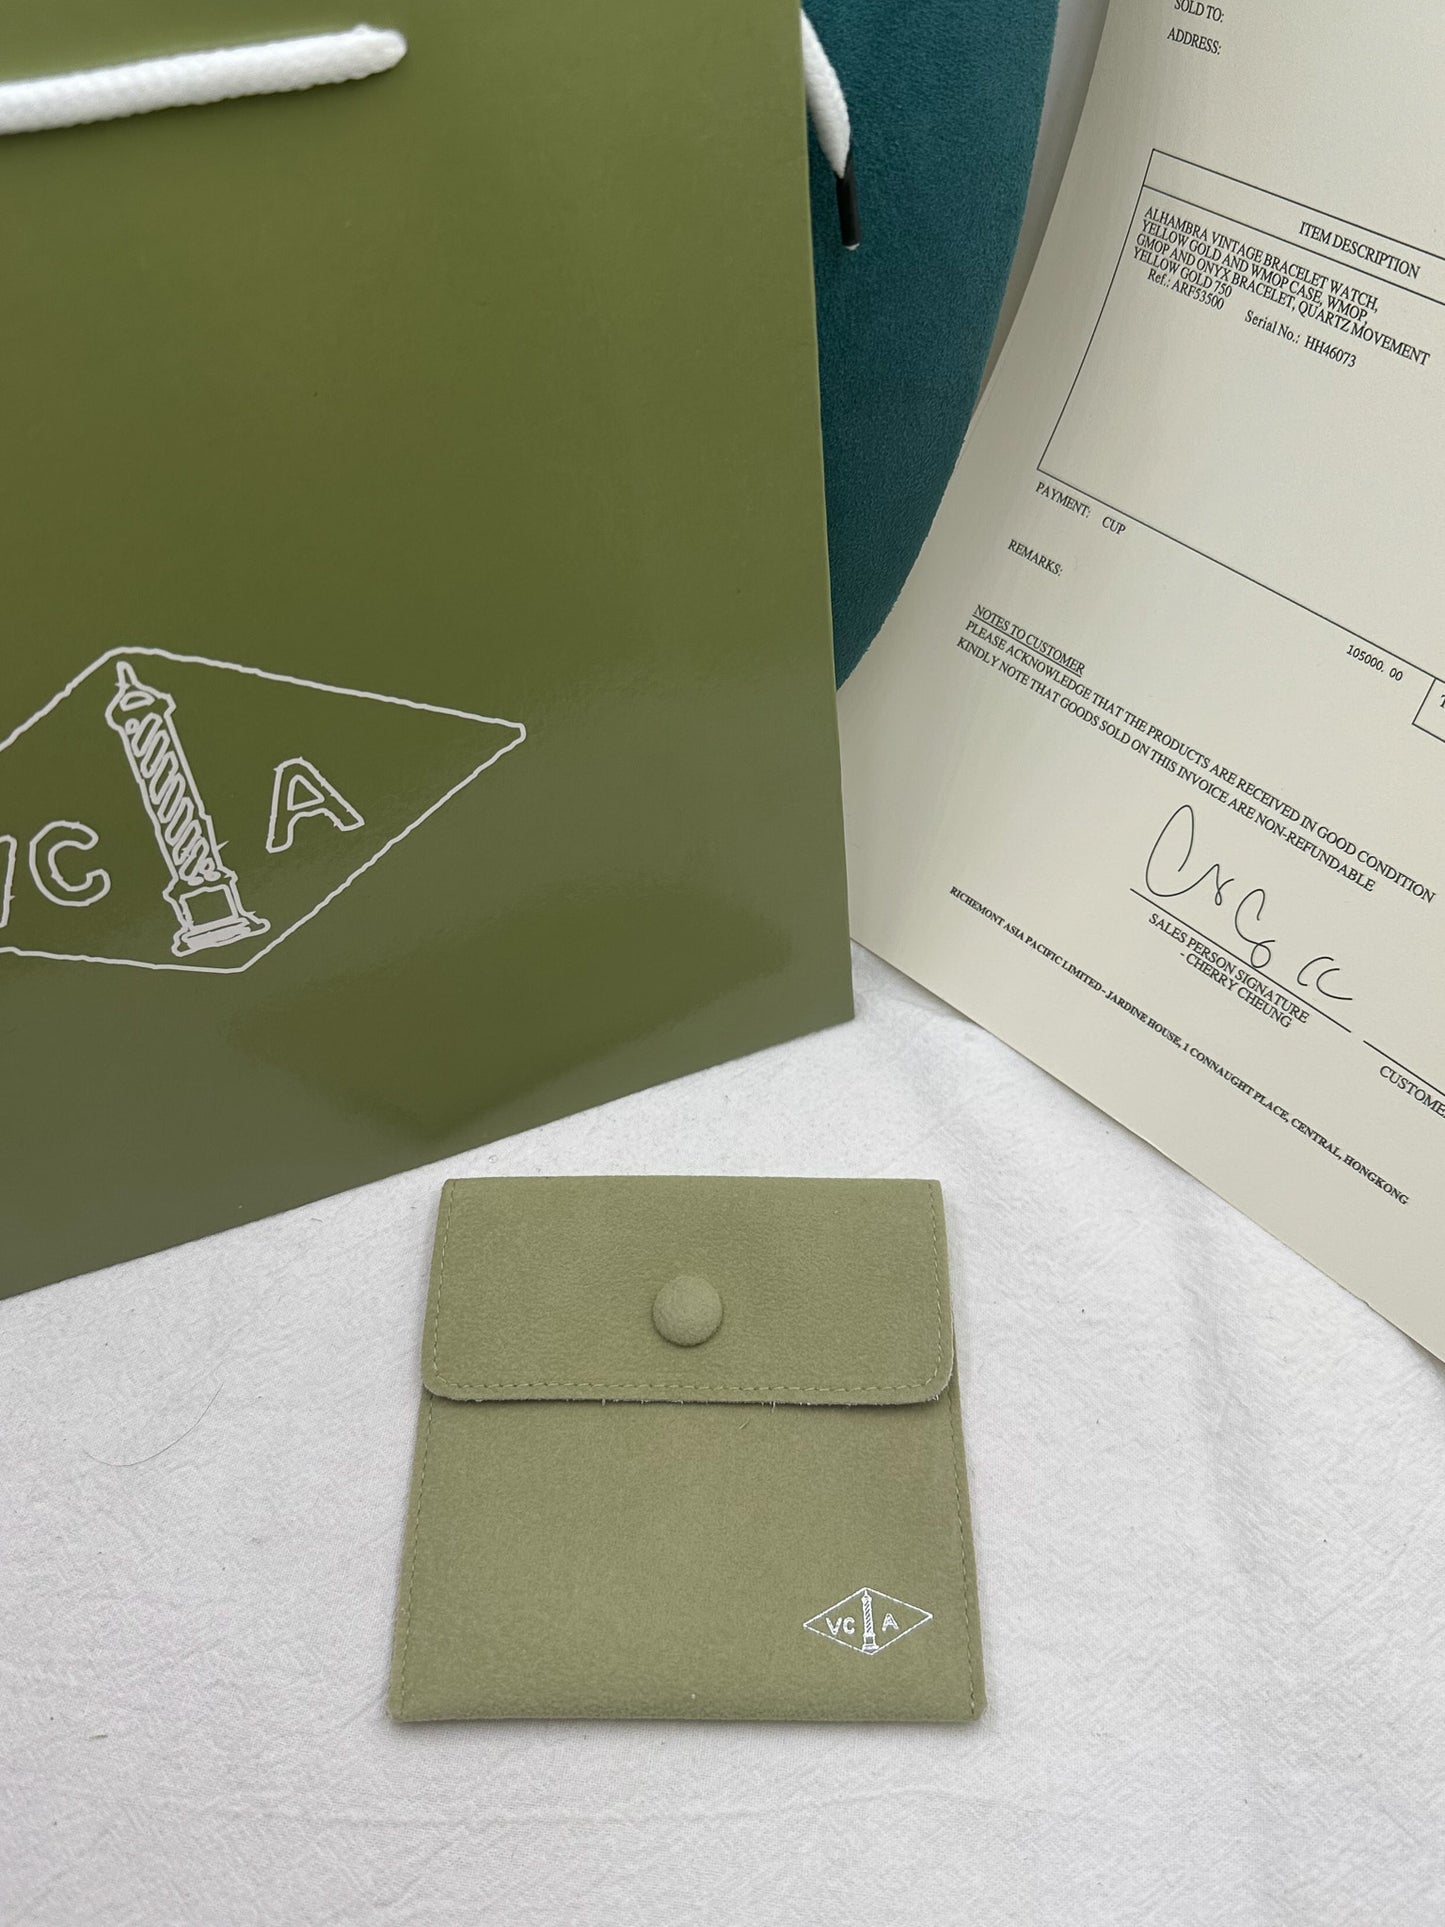 SOLD TO:
ADDRESS:
ITEM DESCRIPTION
ALHAMBRA VINTAGE BRACELET WATCH,
YELLOW GOLD AND WMOP CASE, WMOP,
GMOP AND ONYX BRACELET, QUARTZ MOVEMENT
YELLOW GOLD 750
Ref.: ARF53500
Serial No.: HH46073
PAYMENT: CUP
105000.00
REMARKS:
NOTES TO CUSTOMER
PLEASE ACKNOWLEDGE THAT THE PRODUCTS ARE RECEIVED IN GOOD CONDITION
KINDLY NOTE THAT GOODS SOLD ON THIS INVOICE ARE NON-REFUNDABLE
SALES PERSON SIGNATURE
- CHERRY CHEUNG
CUSTOME
RICHEMONT ASIA PACIFIC LIMITED - JARDINE HOUSE, 1 CONNAUGHT PLACE, CENTRAL, HONGKONG
VC A
VC A